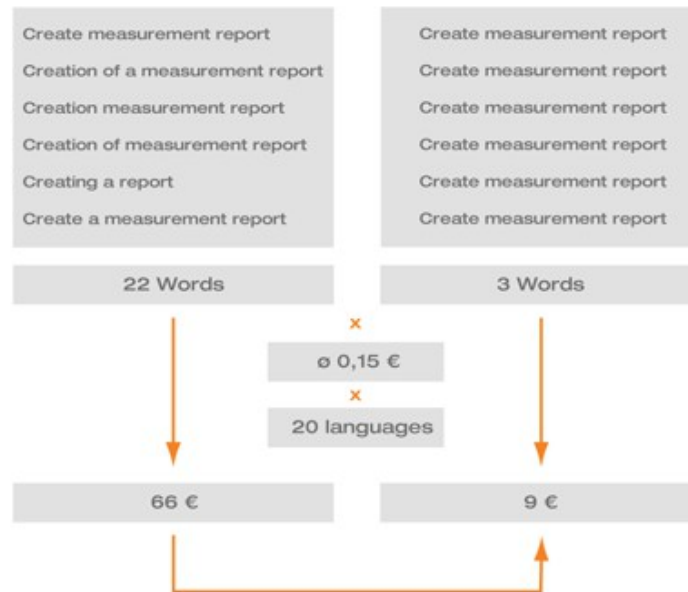 Create measurement report
Creation of a measurement report
Creation measurement report
Creation of measurement report
Creating a report
Create a measurement report
22 Words
Create measurement report
Create measurement report
Create measurement report
Create measurement report
Create measurement report
Create measurement report
3 Words
x
ø 0,15 €
x
20 languages
66 €
9 €